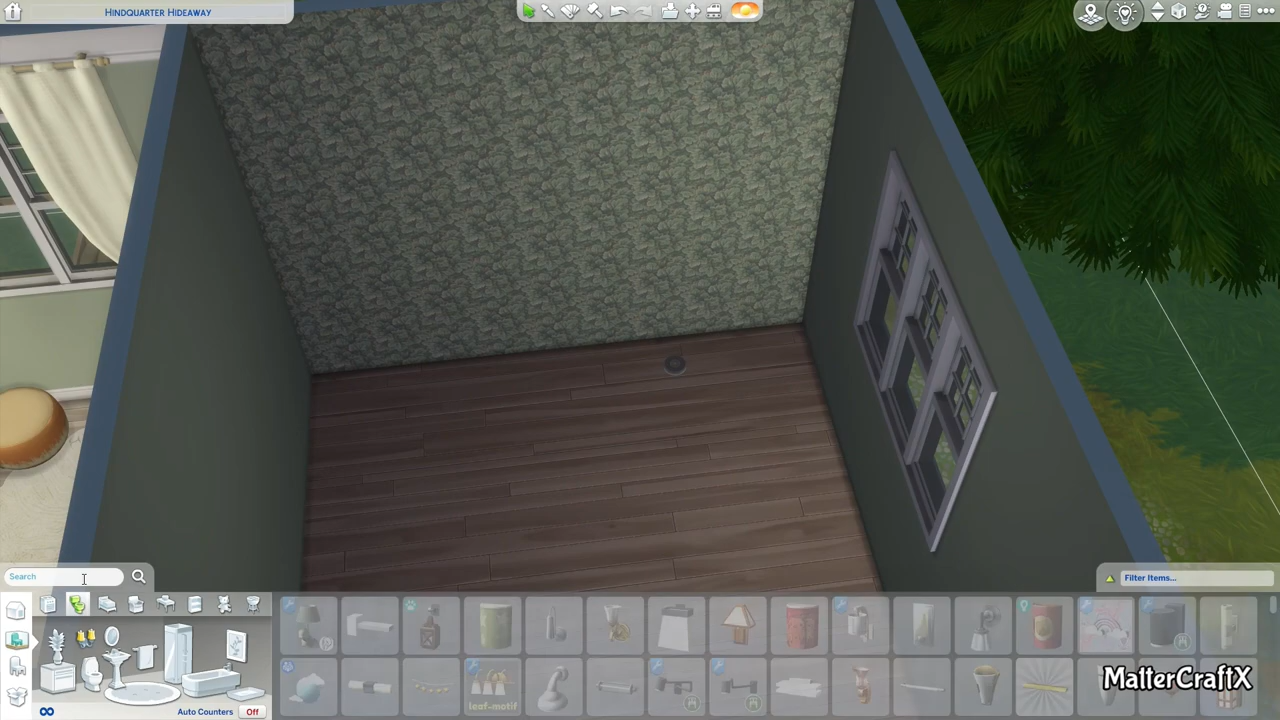 HINDQUARTER HIDEAWAY
Search
Filter Items...
leaf-motif
MatterCraftX
Auto Counters
Off